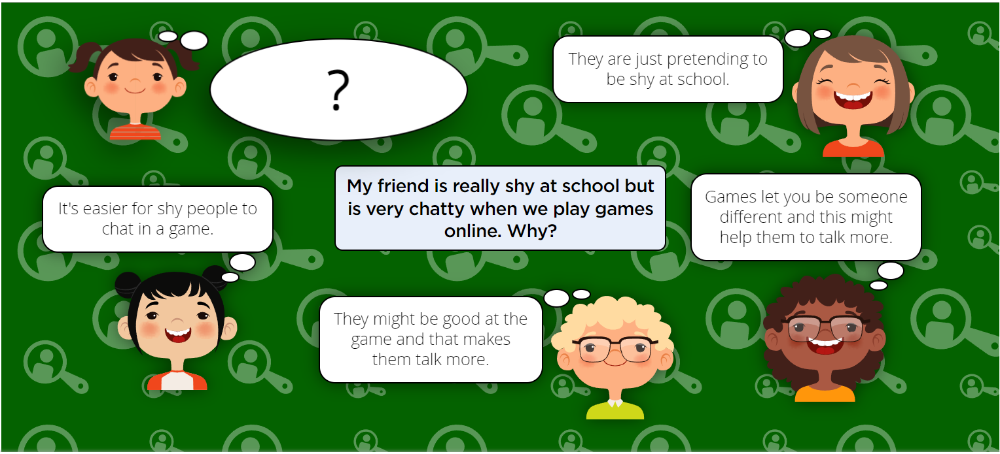 ?
They are just pretending to
be shy at school.
My friend is really shy at school but
is very chatty when we play games
online. Why?
It's easier for shy people to
chat in a game.
Games let you be someone
different and this might
help them to talk more.
They might be good at the
game and that makes
them talk more.